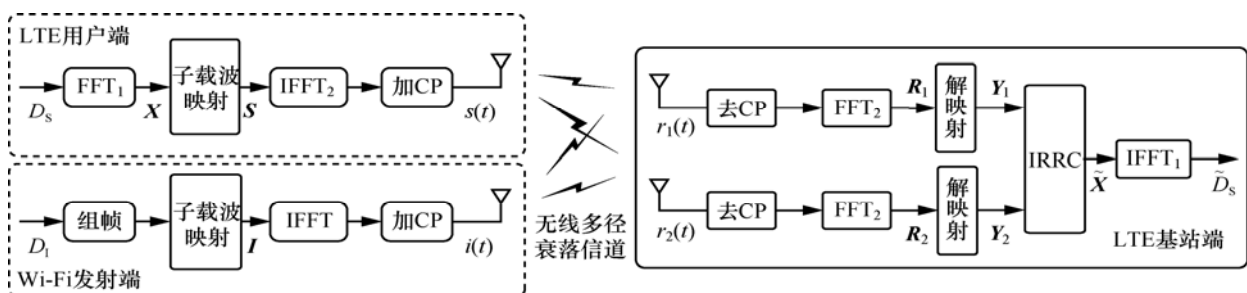 LTE用户端
FFT₁
子载波
映射
IFFT₂
加CP
D_S
X
S
s(t)
组帧
子载波
映射
IFFT
加CP
D_I
I
i(t)
Wi-Fi发射端
无线多径
衰落信道
r₁(t)
去CP
FFT₂
R₁
解映射
Y₁
r₂(t)
去CP
FFT₂
R₂
解映射
Y₂
IRRC
X̃
IFFT₁
D̃_S
LTE基站端